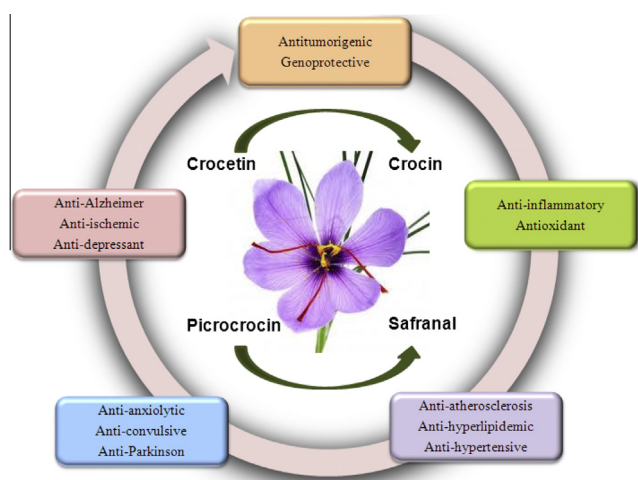 Antitumorigenic
Genoprotective
Crocetin
Crocin
Anti-Alzheimer
Anti-ischemic
Anti-depressant
Anti-inflammatory
Antioxidant
Picrocrocin
Safranal
Anti-anxiolytic
Anti-convulsive
Anti-Parkinson
Anti-atherosclerosis
Anti-hyperlipidemic
Anti-hypertensive